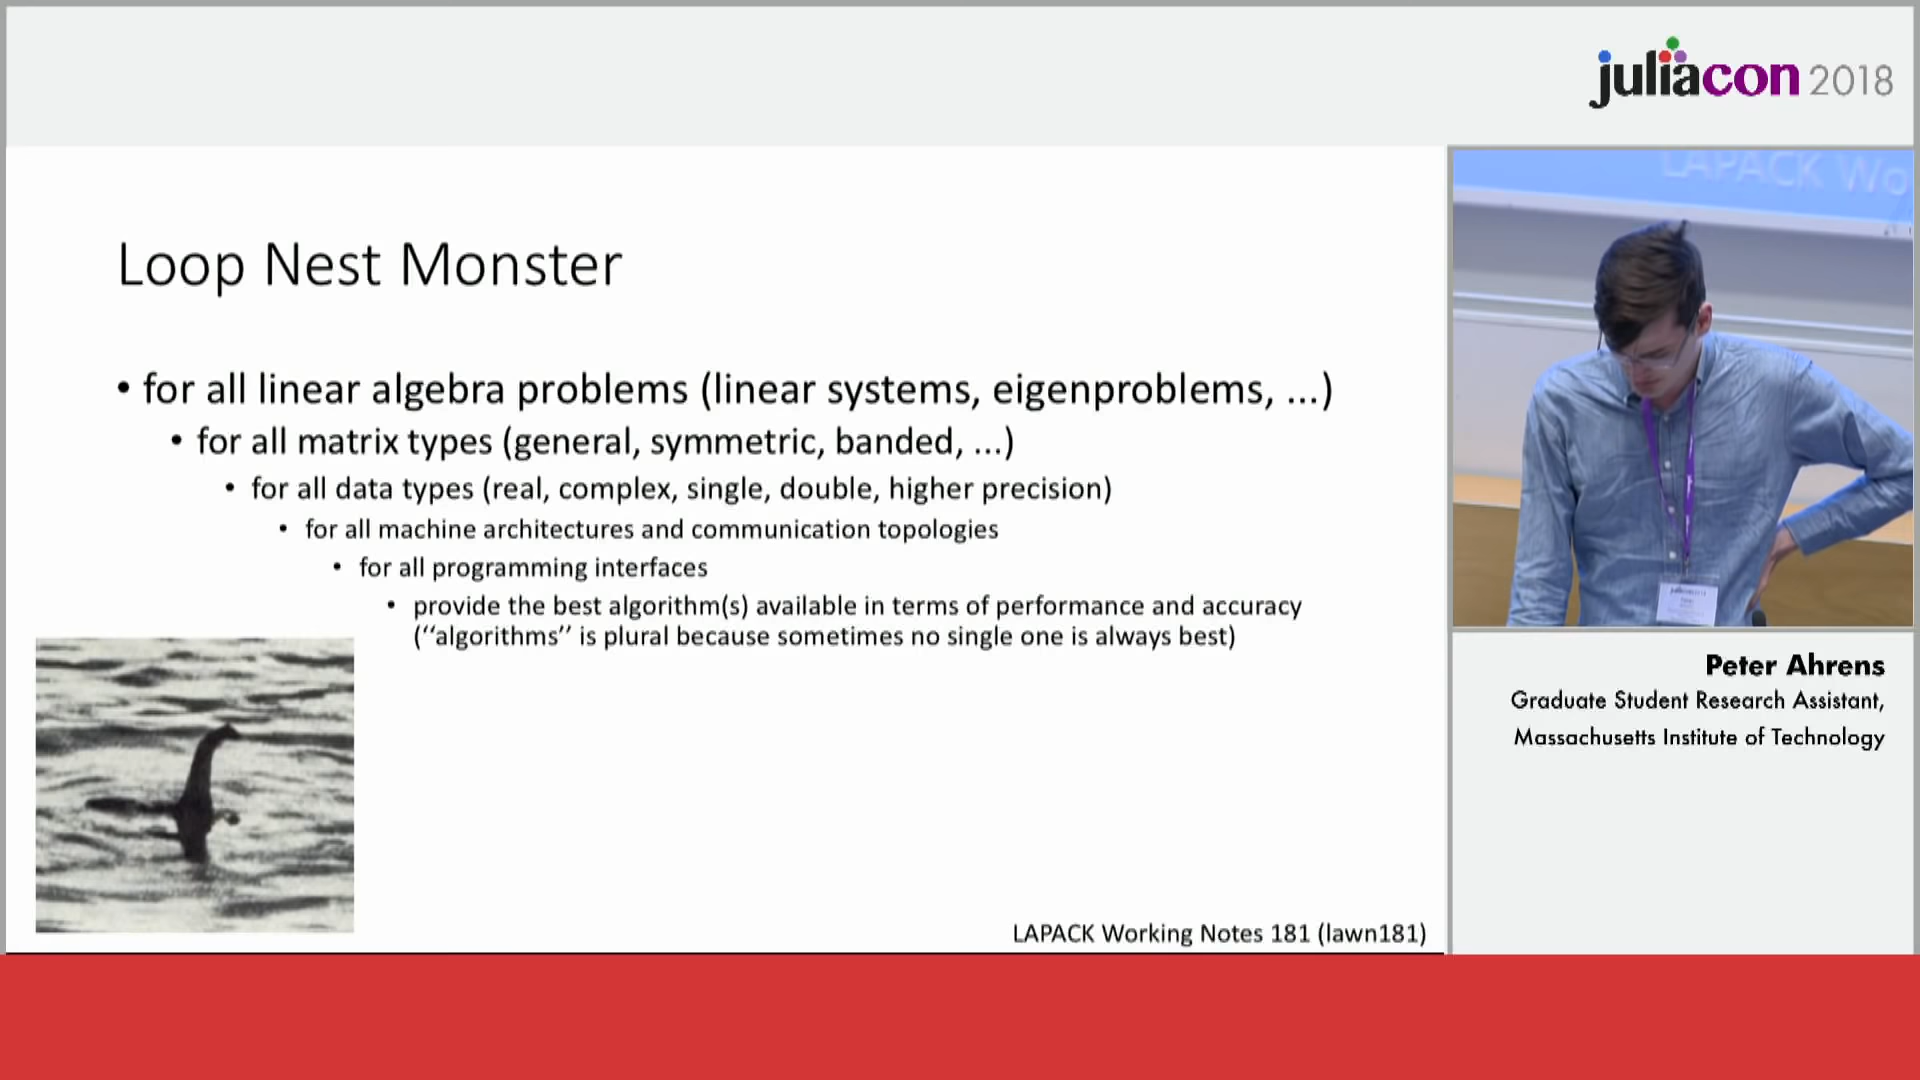 juliacon 2018
Loop Nest Monster
• for all linear algebra problems (linear systems, eigenproblems, ...)
• for all matrix types (general, symmetric, banded, ...)
• for all data types (real, complex, single, double, higher precision)
• for all machine architectures and communication topologies
• for all programming interfaces
• provide the best algorithm(s) available in terms of performance and accuracy
(‘‘algorithms’’ is plural because sometimes no single one is always best)
LAPACK Working Notes 181 (lawn181)
LAPACK Wo
Peter Ahrens
Graduate Student Research Assistant,
Massachusetts Institute of Technology